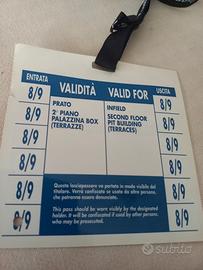 ENTRATA VALIDITÀ VALID FOR USCITA
8/9 PRATO INFIELD 8/9
8/9 2° PIANO SECOND FLOOR 8/9
PALAZZINA BOX PIT BUILDING
8/9 (TERRAZZE) (TERRACES) 8/9
8/9 8/9
8/9 8/9
8/9 Questo lasciapassare va portato in modo visibile dal 8/9
titolare. Verrà confiscato se usato da altre persone,
che potranno essere denunciate.
8/9 This pass should be worn visibly by the designated 8/9
holder. It will be confiscated if used by other persons,
who may be prosecuted.
subito